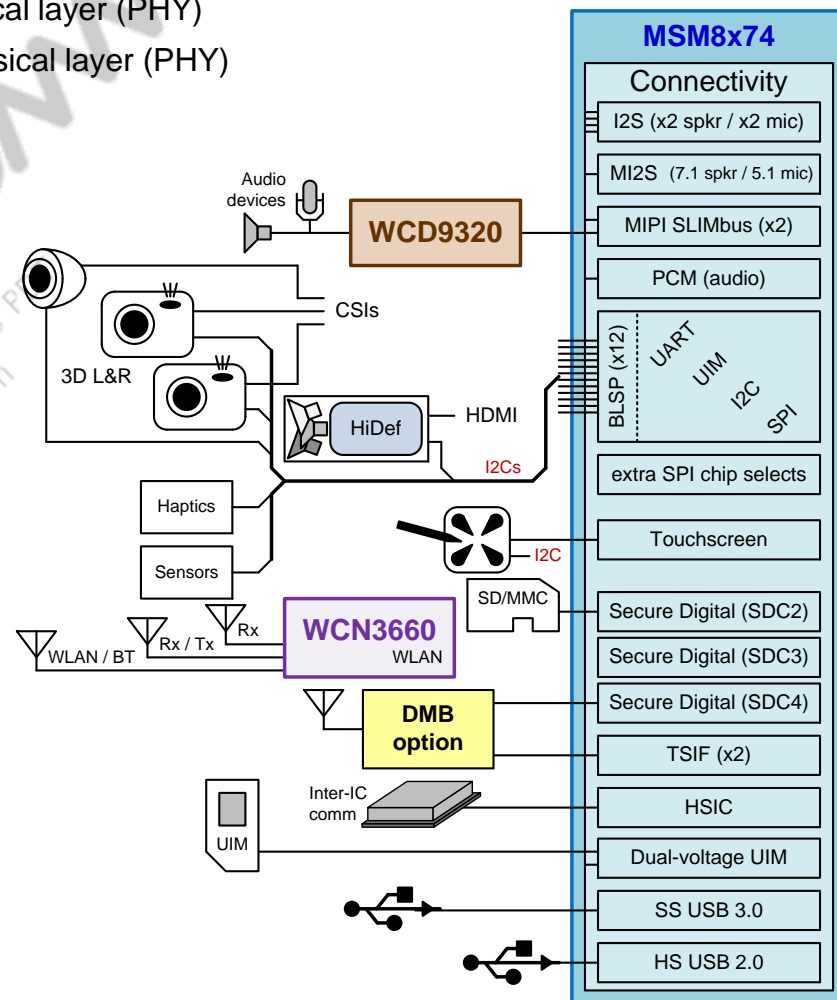 cal layer (PHY)
sical layer (PHY)
MSM8x74
Connectivity
I2S (x2 spkr / x2 mic)
MI2S (7.1 spkr / 5.1 mic)
Audio
devices
WCD9320
MIPI SLIMbus (x2)
PCM (audio)
CSIs
3D L&R
BLSP (x12)
UART
UIM
I2C
SPI
HiDef
HDMI
I2Cs
extra SPI chip selects
Haptics
Touchscreen
I2C
Sensors
SD/MMC
Secure Digital (SDC2)
WCN3660
WLAN
Rx
Rx / Tx
WLAN / BT
Secure Digital (SDC3)
Secure Digital (SDC4)
DMB
option
TSIF (x2)
Inter-IC
comm
HSIC
UIM
Dual-voltage UIM
SS USB 3.0
HS USB 2.0